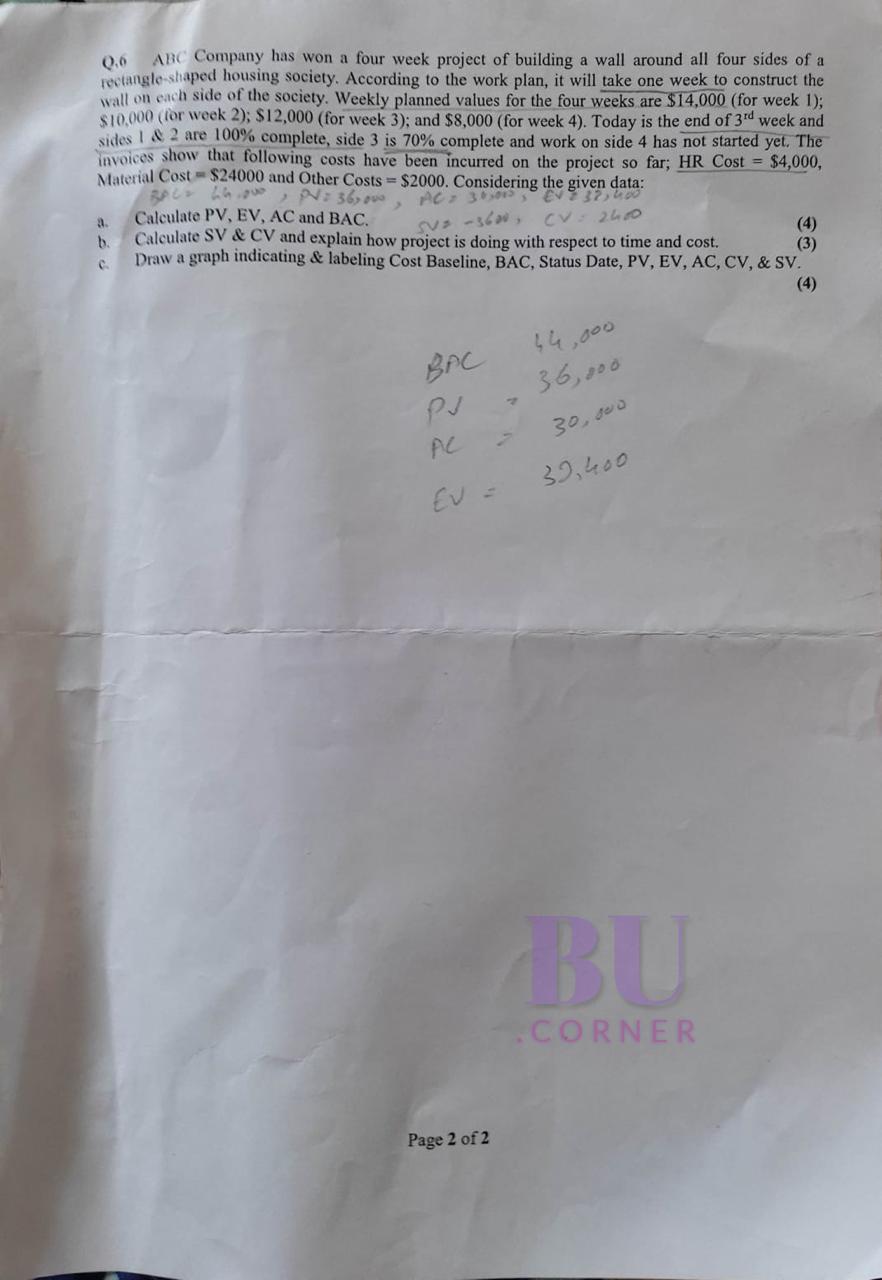 Q.6 ABC Company has won a four week project of building a wall around all four sides of a
rectangle-shaped housing society. According to the work plan, it will take one week to construct the
wall on each side of the society. Weekly planned values for the four weeks are $14,000 (for week 1);
$10,000 (for week 2); $12,000 (for week 3); and $8,000 (for week 4). Today is the end of 3rd week and
sides 1 & 2 are 100% complete, side 3 is 70% complete and work on side 4 has not started yet. The
invoices show that following costs have been incurred on the project so far; HR Cost = $4,000,
Material Cost = $24000 and Other Costs = $2000. Considering the given data:
BAC = 44,000, PV = 36,000, AC = 30,000, EV = 32,400
a. Calculate PV, EV, AC and BAC. (4)
SV = -3600, CV = 2400
b. Calculate SV & CV and explain how project is doing with respect to time and cost. (3)
c. Draw a graph indicating & labeling Cost Baseline, BAC, Status Date, PV, EV, AC, CV, & SV.
(4)
BAC 44,000
PV = 36,000
AC = 30,000
EV = 32,400
BU
.CORNER
Page 2 of 2